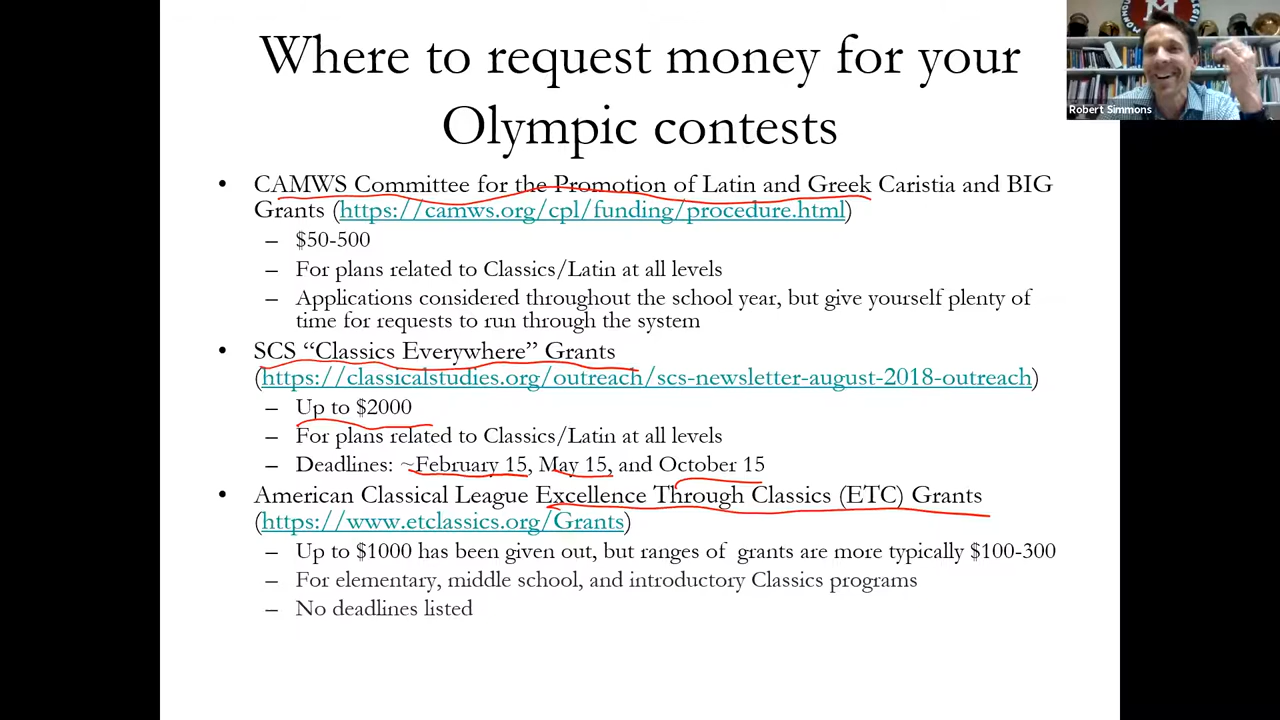 Where to request money for your
Olympic contests
• CAMWS Committee for the Promotion of Latin and Greek Caristia and BIG
Grants (https://camws.org/cpl/funding/procedure.html)
– $50-500
– For plans related to Classics/Latin at all levels
– Applications considered throughout the school year, but give yourself plenty of
time for requests to run through the system
• SCS “Classics Everywhere” Grants
(https://classicalstudies.org/outreach/scs-newsletter-august-2018-outreach)
– Up to $2000
– For plans related to Classics/Latin at all levels
– Deadlines: ~February 15, May 15, and October 15
• American Classical League Excellence Through Classics (ETC) Grants
(https://www.etclassics.org/Grants)
– Up to $1000 has been given out, but ranges of grants are more typically $100-300
– For elementary, middle school, and introductory Classics programs
– No deadlines listed
Robert Simmons